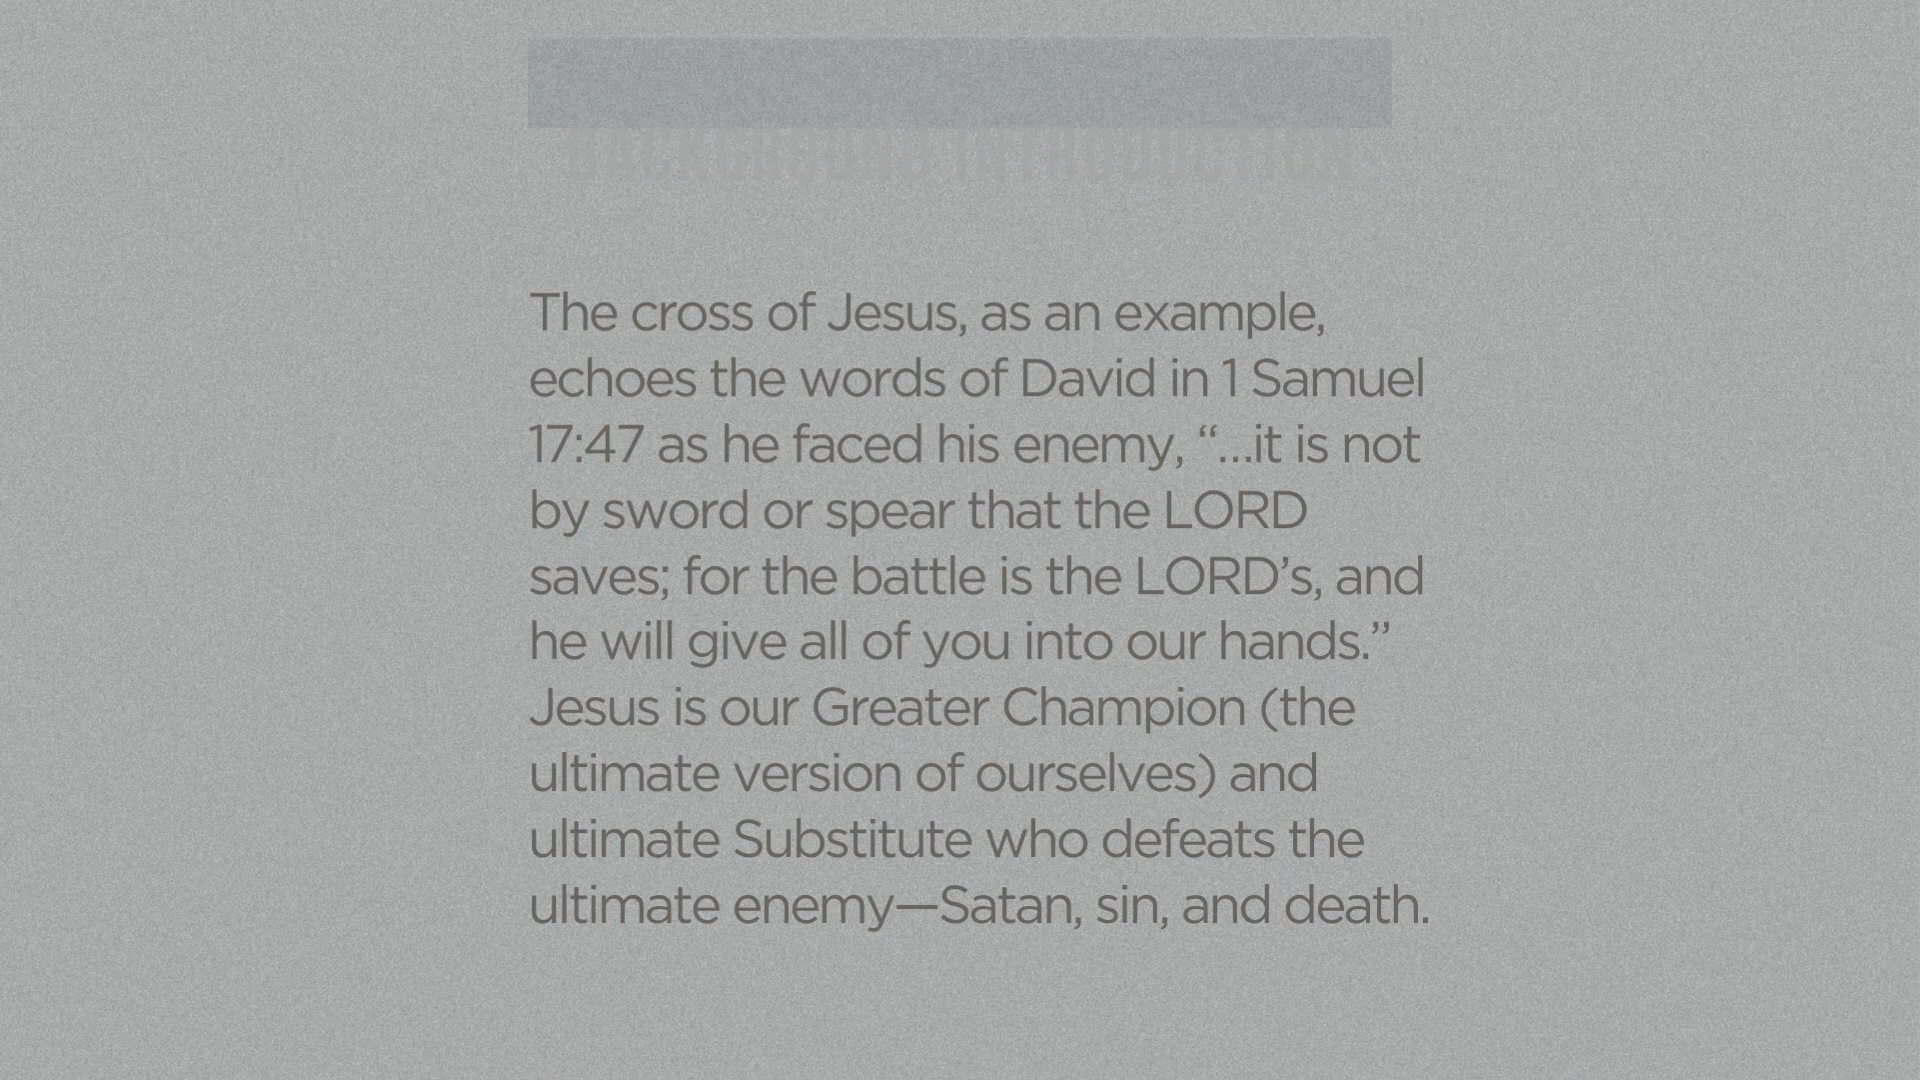 BACKGROUND INTRODUCTION
The cross of Jesus, as an example,
echoes the words of David in 1 Samuel
17:47 as he faced his enemy, “...it is not
by sword or spear that the LORD
saves; for the battle is the LORD’s, and
he will give all of you into our hands.”
Jesus is our Greater Champion (the
ultimate version of ourselves) and
ultimate Substitute who defeats the
ultimate enemy—Satan, sin, and death.